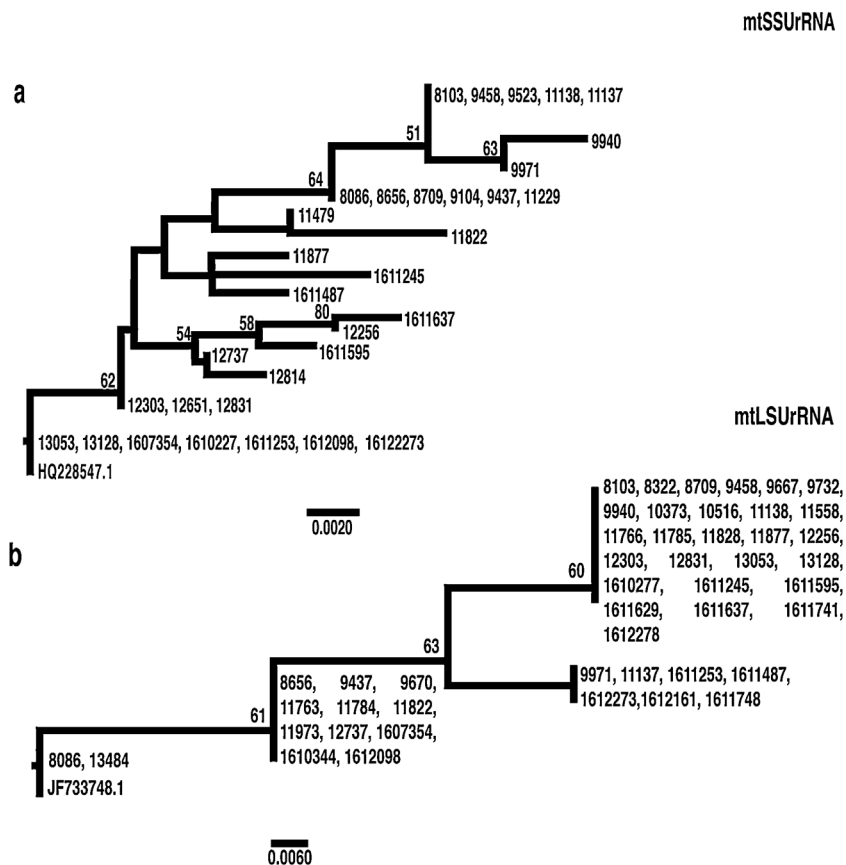 mtSSUrRNA
a
8103, 9458, 9523, 11138, 11137
51
63
9940
9971
64
8086, 8656, 8709, 9104, 9437, 11229
11479
11822
11877
1611245
1611487
80
1611637
58
12256
54
1611595
12737
12814
62
12303, 12651, 12831
13053, 13128, 1607354, 1610227, 1611253, 1612098, 16122273
HQ228547.1
0.0020
mtLSUrRNA
b
8103, 8322, 8709, 9458, 9667, 9732,
9940, 10373, 10516, 11138, 11558,
11766, 11785, 11828, 11877, 12256,
12303, 12831, 13053, 13128,
1610277, 1611245, 1611595,
1611629, 1611637, 1611741,
1612278
60
63
9971, 11137, 1611253, 1611487,
1612273,1612161, 1611748
8656, 9437, 9670,
11763, 11784, 11822,
11973, 12737, 1607354,
1610344, 1612098
61
8086, 13484
JF733748.1
0.0060